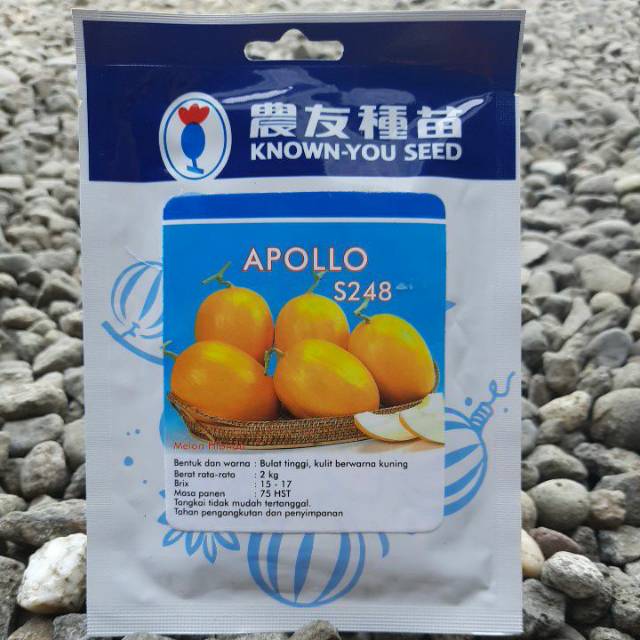 農友種苗
KNOWN-YOU SEED
APOLLO
S248
Melon Hibrida
Bentuk dan warna : Bulat tinggi, kulit berwarna kuning
Berat rata-rata : 2 kg
Brix : 15 - 17
Masa panen : 75 HST
Tangkai tidak mudah tertanggal.
Tahan pengangkutan dan penyimpanan